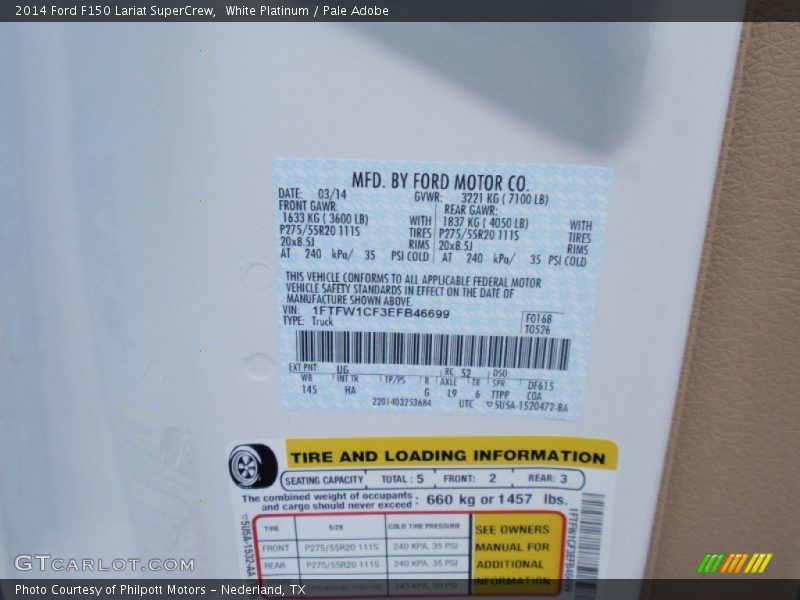 2014 Ford F150 Lariat SuperCrew,  White Platinum / Pale Adobe
MFD. BY FORD MOTOR CO.
DATE: 03/14 GVWR: 3221 KG ( 7100 LB)
FRONT GAWR: REAR GAWR:
1633 KG ( 3600 LB) WITH 1837 KG ( 4050 LB) WITH
P275/55R20 111S TIRES P275/55R20 111S TIRES
20x8.5J RIMS 20x8.5J RIMS
AT 240 kPa/ 35 PSI COLD AT 240 kPa/ 35 PSI COLD
THIS VEHICLE CONFORMS TO ALL APPLICABLE FEDERAL MOTOR
VEHICLE SAFETY STANDARDS IN EFFECT ON THE DATE OF
MANUFACTURE SHOWN ABOVE.
VIN: 1FTFW1CF3EFB46699
TYPE: Truck
F0168
T0526
EXT PNT: UG RC: 52 DSO:
WB INT TR TP/PS R AXLE TR SPR DF615
145 HA G L9 6 TTPP COA
2201403253684 UTC ▽5U5A-1520472-BA
TIRE AND LOADING INFORMATION
SEATING CAPACITY TOTAL : 5 FRONT: 2 REAR: 3
The combined weight of occupants
and cargo should never exceed : 660 kg or 1457 lbs.
TIRE SIZE COLD TIRE PRESSURE
FRONT P275/55R20 111S 240 KPA, 35 PSI
REAR P275/55R20 111S 240 KPA, 35 PSI
345 KPA, 50 PSI
SEE OWNERS
MANUAL FOR
ADDITIONAL
INFORMATION
▽5U5A-1532-AA
1FTFW1CF3EFB46699
GTCARLOT.COM
Photo Courtesy of Philpott Motors - Nederland, TX